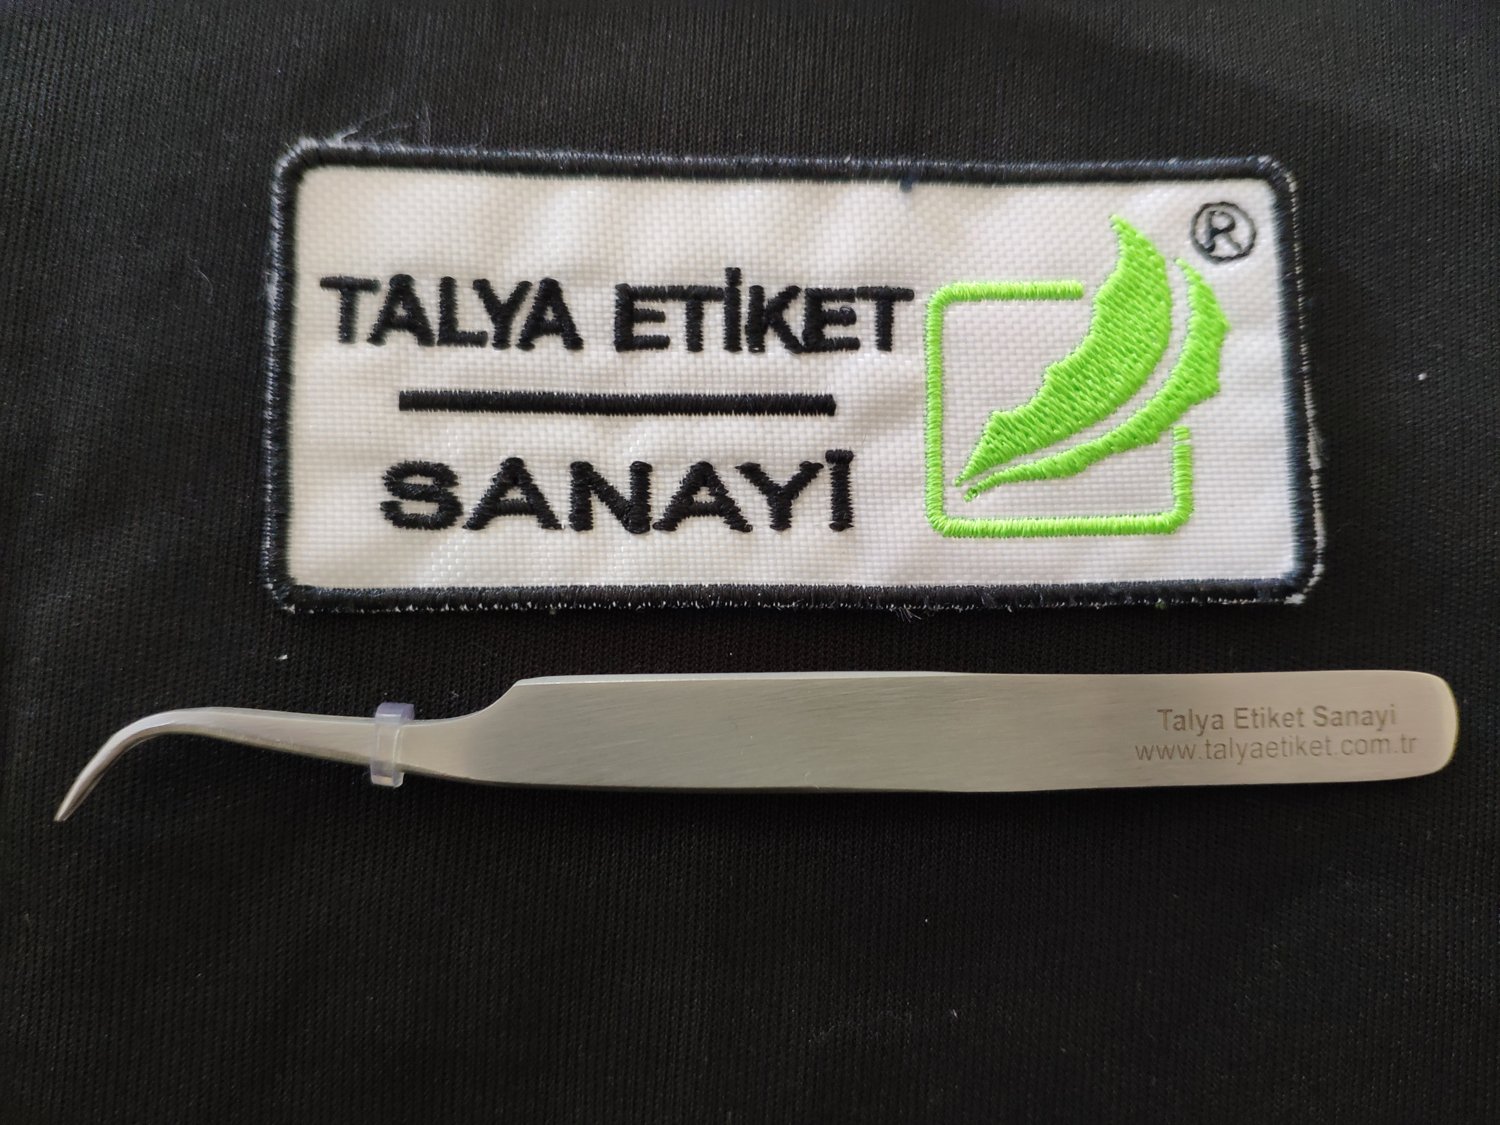 TALYA ETİKET
SANAYİ
®
Talya Etiket Sanayi
www.talyaetiket.com.tr